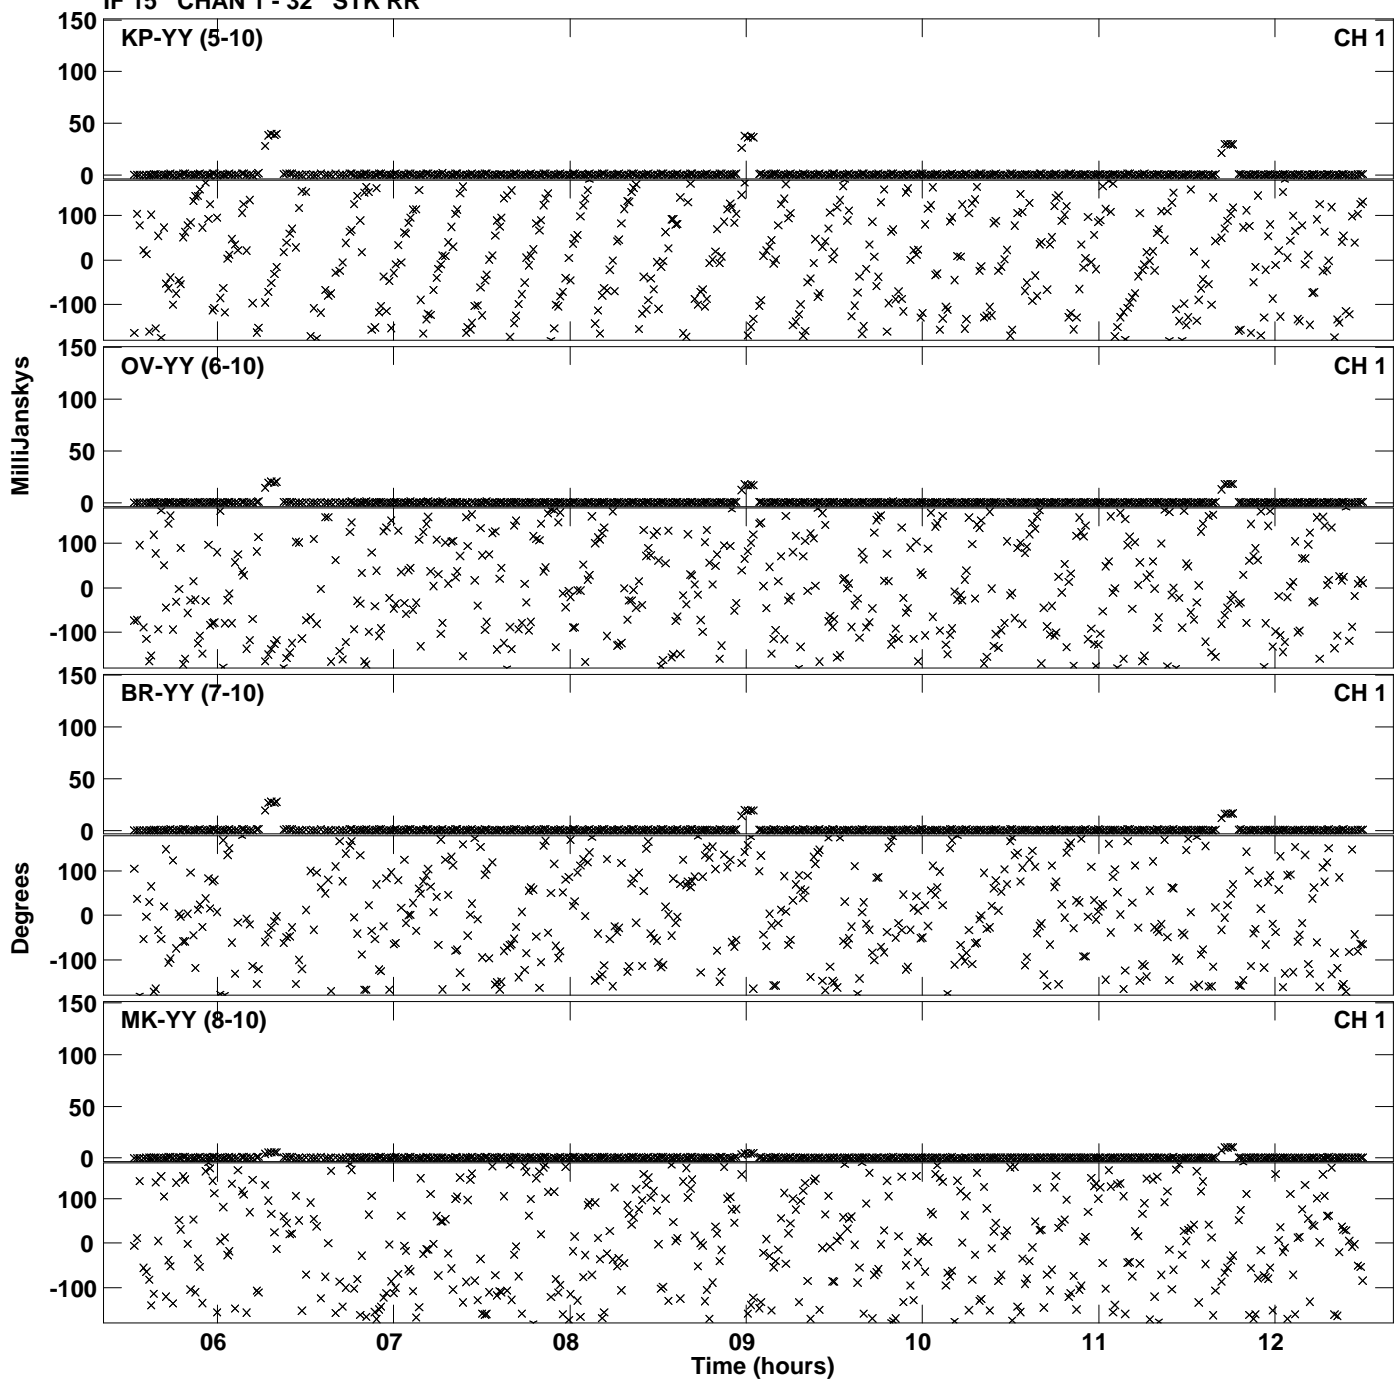 IF 15 CHAN 1 - 32 STK RR
KP-YY (5-10)
CH 1
150
100
50
0
100
0
-100
OV-YY (6-10)
CH 1
150
100
50
0
100
0
-100
MilliJanskys
BR-YY (7-10)
CH 1
150
100
50
0
100
0
-100
Degrees
MK-YY (8-10)
CH 1
150
100
50
0
100
0
-100
06 07 08 09 10 11 12
Time (hours)